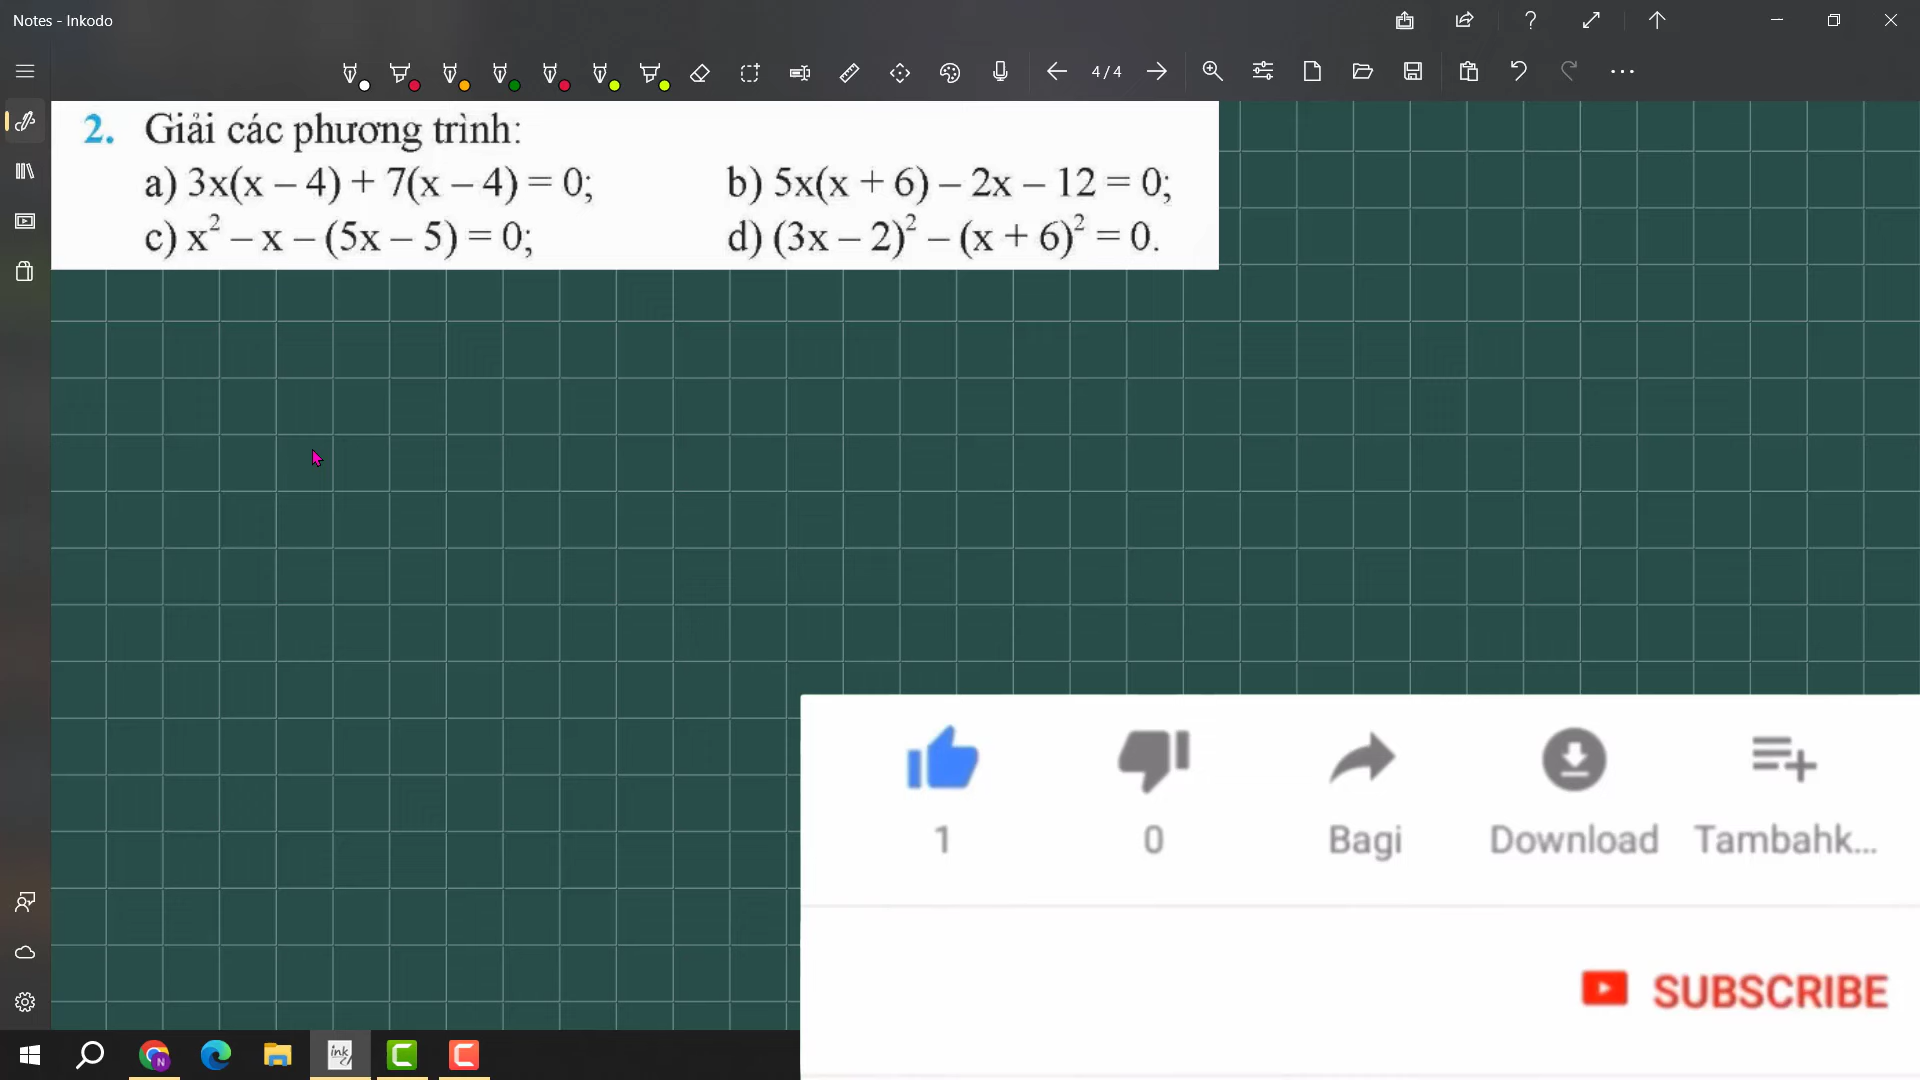 Notes - Inkodo
4 / 4
2. Giải các phương trình:
a) 3x(x – 4) + 7(x – 4) = 0;
b) 5x(x + 6) – 2x – 12 = 0;
c) x² – x – (5x – 5) = 0;
d) (3x – 2)² – (x + 6)² = 0.
1
0
Bagi
Download
Tambahk...
SUBSCRIBE
N
ink